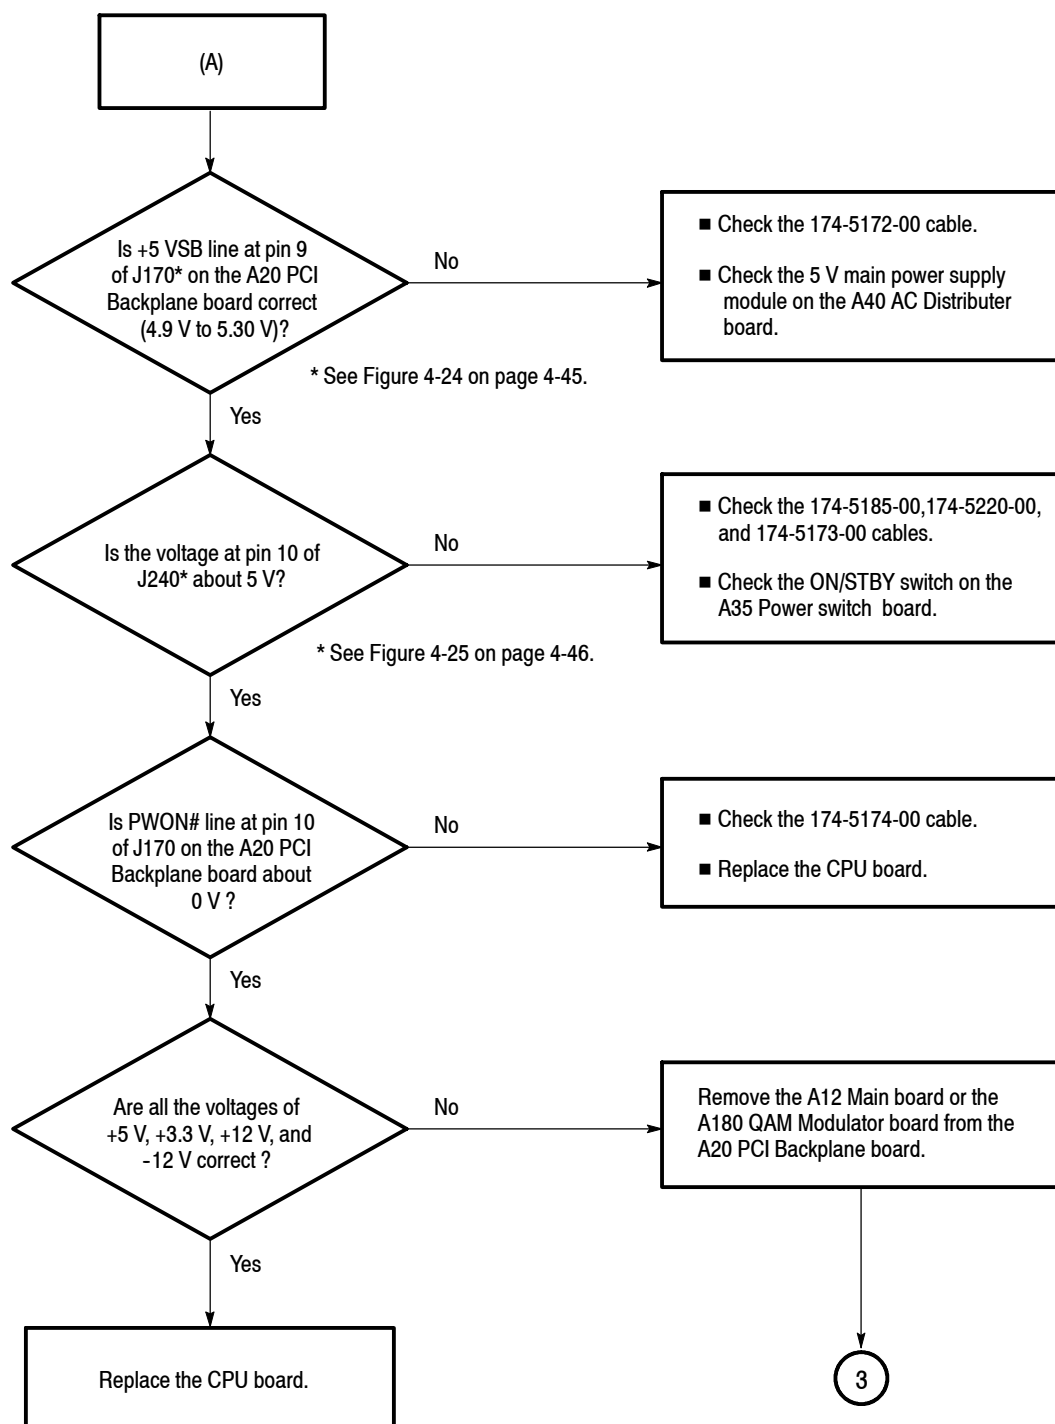 (A)
Is +5 VSB line at pin 9
of J170* on the A20 PCI
Backplane board correct
(4.9 V to 5.30 V)?
No
■ Check the 174-5172-00 cable.
■ Check the 5 V main power supply
module on the A40 AC Distributer
board.
* See Figure 4-24 on page 4-45.
Yes
Is the voltage at pin 10 of
J240* about 5 V?
No
■ Check the 174-5185-00,174-5220-00,
and 174-5173-00 cables.
■ Check the ON/STBY switch on the
A35 Power switch board.
* See Figure 4-25 on page 4-46.
Yes
Is PWON# line at pin 10
of J170 on the A20 PCI
Backplane board about
0 V ?
No
■ Check the 174-5174-00 cable.
■ Replace the CPU board.
Yes
Are all the voltages of
+5 V, +3.3 V, +12 V, and
-12 V correct ?
No
Remove the A12 Main board or the
A180 QAM Modulator board from the
A20 PCI Backplane board.
Yes
Replace the CPU board.
3